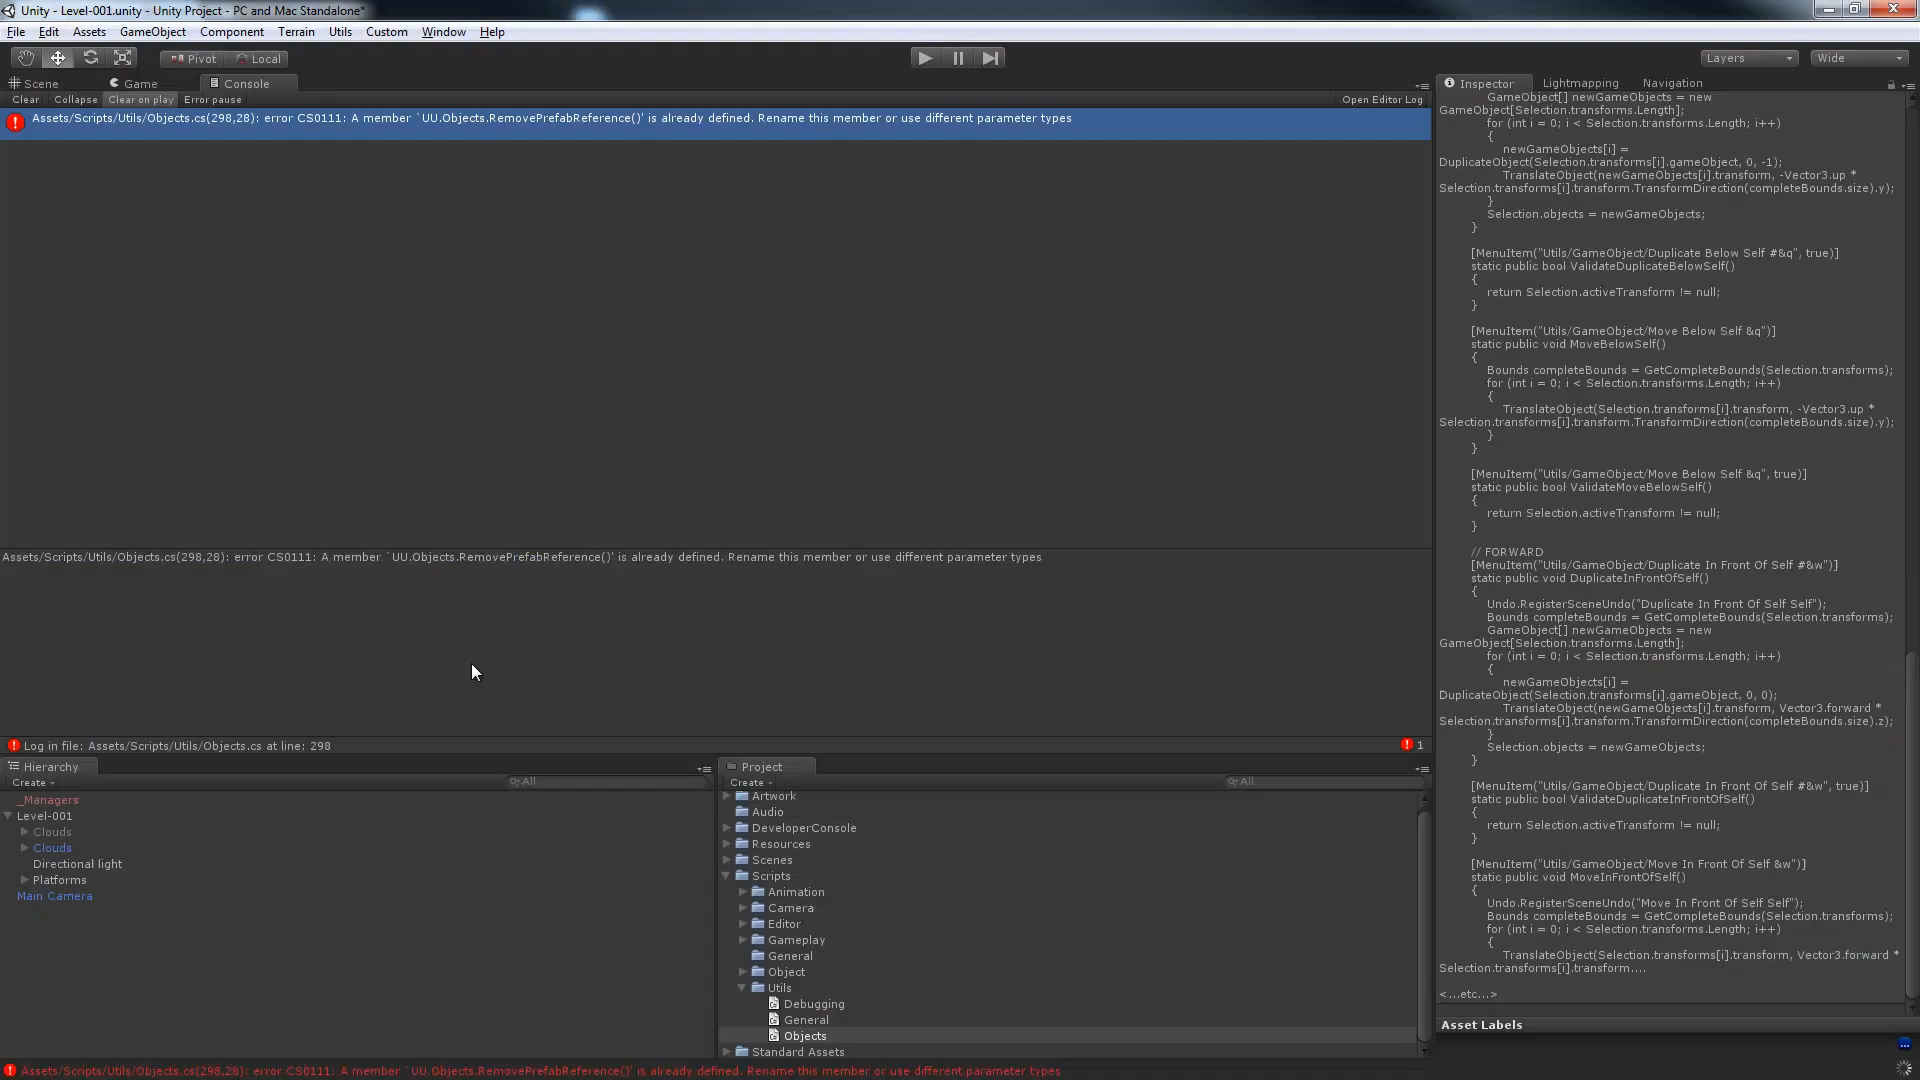 Unity - Level-001.unity - Unity Project - PC and Mac Standalone*
File Edit Assets GameObject Component Terrain Utils Custom Window Help
Pivot Local Layers Wide
Scene Game Console
Clear Collapse Clear on play Error pause Open Editor Log
Assets/Scripts/Utils/Objects.cs(298,28): error CS0111: A member `UU.Objects.RemovePrefabReference()' is already defined. Rename this member or use different parameter types
Assets/Scripts/Utils/Objects.cs(298,28): error CS0111: A member `UU.Objects.RemovePrefabReference()' is already defined. Rename this member or use different parameter types
Log in file: Assets/Scripts/Utils/Objects.cs at line: 298
1
Hierarchy
Create All
_Managers
Level-001
Clouds
Clouds
Directional light
Platforms
Main Camera
Project
Create All
Artwork
Audio
DeveloperConsole
Resources
Scenes
Scripts
Animation
Camera
Editor
Gameplay
General
Object
Utils
Debugging
General
Objects
Standard Assets
Inspector Lightmapping Navigation
GameObject[] newGameObjects = new
GameObject[Selection.transforms.Length];
for (int i = 0; i < Selection.transforms.Length; i++)
{
newGameObjects[i] =
DuplicateObject(Selection.transforms[i].gameObject, 0, -1);
TranslateObject(newGameObjects[i].transform, -Vector3.up *
Selection.transforms[i].transform.TransformDirection(completeBounds.size).y);
}
Selection.objects = newGameObjects;
}
[MenuItem("Utils/GameObject/Duplicate Below Self #&q", true)]
static public bool ValidateDuplicateBelowSelf()
{
return Selection.activeTransform != null;
}
[MenuItem("Utils/GameObject/Move Below Self &q")]
static public void MoveBelowSelf()
{
Bounds completeBounds = GetCompleteBounds(Selection.transforms);
for (int i = 0; i < Selection.transforms.Length; i++)
{
TranslateObject(Selection.transforms[i].transform, -Vector3.up *
Selection.transforms[i].transform.TransformDirection(completeBounds.size).y);
}
}
[MenuItem("Utils/GameObject/Move Below Self &q", true)]
static public bool ValidateMoveBelowSelf()
{
return Selection.activeTransform != null;
}
// FORWARD
[MenuItem("Utils/GameObject/Duplicate In Front Of Self #&w")]
static public void DuplicateInFrontOfSelf()
{
Undo.RegisterSceneUndo("Duplicate In Front Of Self Self");
Bounds completeBounds = GetCompleteBounds(Selection.transforms);
GameObject[] newGameObjects = new
GameObject[Selection.transforms.Length];
for (int i = 0; i < Selection.transforms.Length; i++)
{
newGameObjects[i] =
DuplicateObject(Selection.transforms[i].gameObject, 0, 0);
TranslateObject(newGameObjects[i].transform, Vector3.forward *
Selection.transforms[i].transform.TransformDirection(completeBounds.size).z);
}
Selection.objects = newGameObjects;
}
[MenuItem("Utils/GameObject/Duplicate In Front Of Self #&w", true)]
static public bool ValidateDuplicateInFrontOfSelf()
{
return Selection.activeTransform != null;
}
[MenuItem("Utils/GameObject/Move In Front Of Self &w")]
static public void MoveInFrontOfSelf()
{
Undo.RegisterSceneUndo("Move In Front Of Self Self");
Bounds completeBounds = GetCompleteBounds(Selection.transforms);
for (int i = 0; i < Selection.transforms.Length; i++)
{
TranslateObject(Selection.transforms[i].transform, Vector3.forward *
Selection.transforms[i].transform....
<...etc...>
Asset Labels
Assets/Scripts/Utils/Objects.cs(298,28): error CS0111: A member `UU.Objects.RemovePrefabReference()' is already defined. Rename this member or use different parameter types